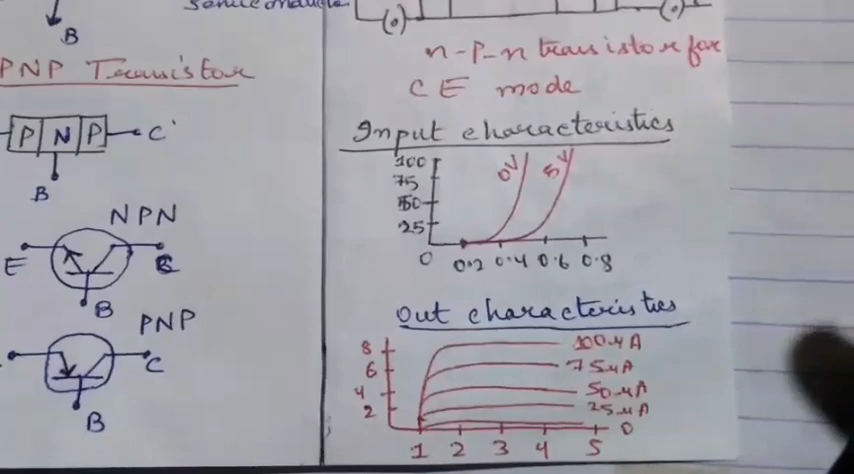 B
PNP Transistor
P N P C
B
NPN
E C
B
PNP
C
B
n-p-n transistor for
CE mode
Input characteristics
100
75
50
25
0V 5V
0 0.2 0.4 0.6 0.8
Out characteristics
8
6
4
2
100μA
75μA
50μA
25μA
0
1 2 3 4 5